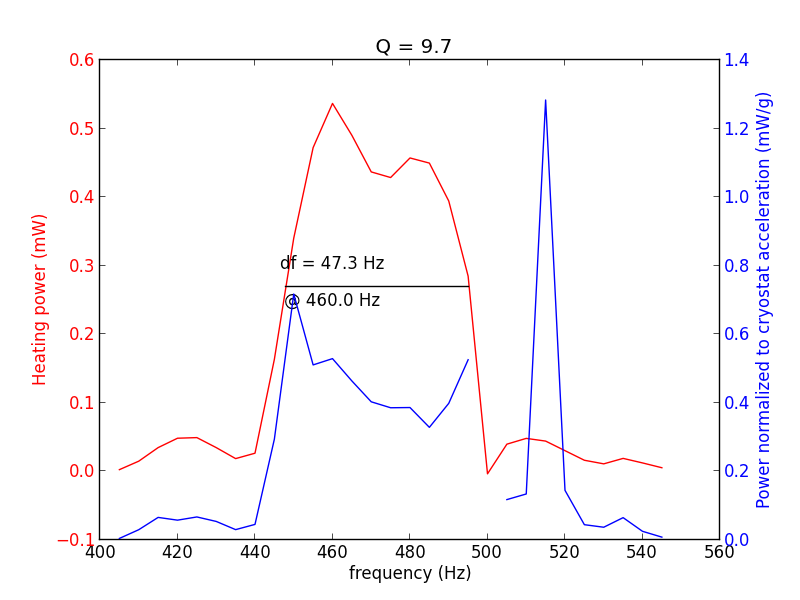 Q = 9.7
0.6
0.5
0.4
0.3
0.2
0.1
0.0
−0.1
Heating power (mW)
df = 47.3 Hz
@ 460.0 Hz
1.4
1.2
1.0
0.8
0.6
0.4
0.2
0.0
Power normalized to cryostat acceleration (mW/g)
400 420 440 460 480 500 520 540 560
frequency (Hz)